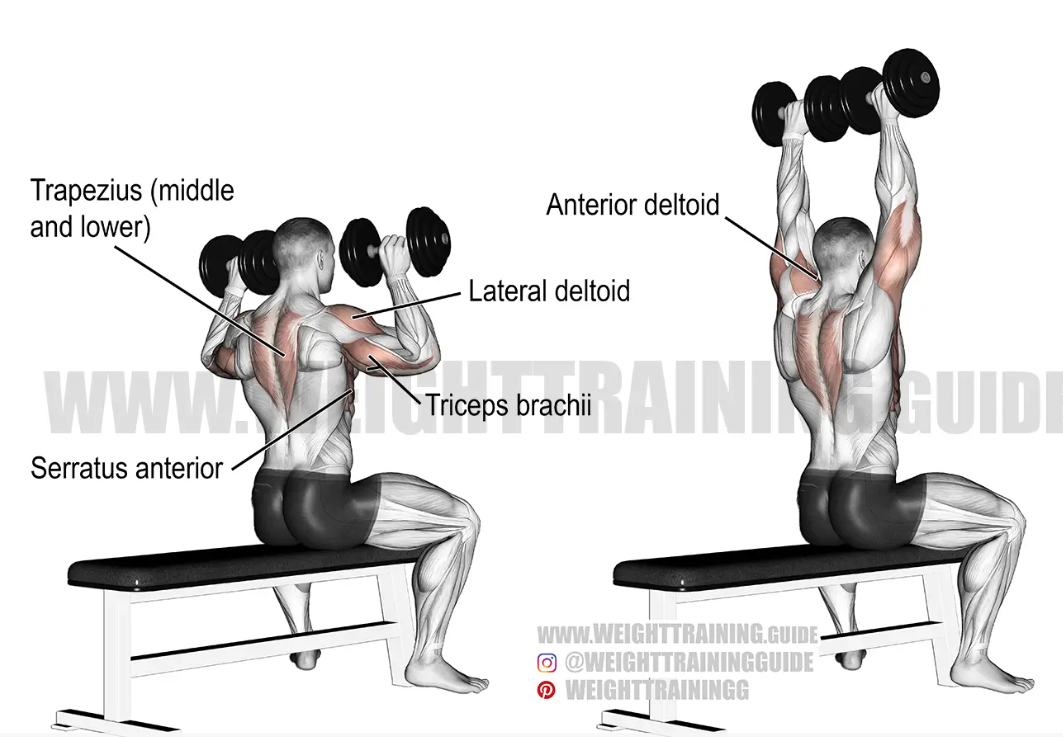 Trapezius (middle
and lower)
Anterior deltoid
Lateral deltoid
Triceps brachii
Serratus anterior
WWW.WEIGHTTRAINING.GUIDE
WWW.WEIGHTTRAINING.GUIDE
@WEIGHTTRAININGGUIDE
WEIGHTTRAININGG